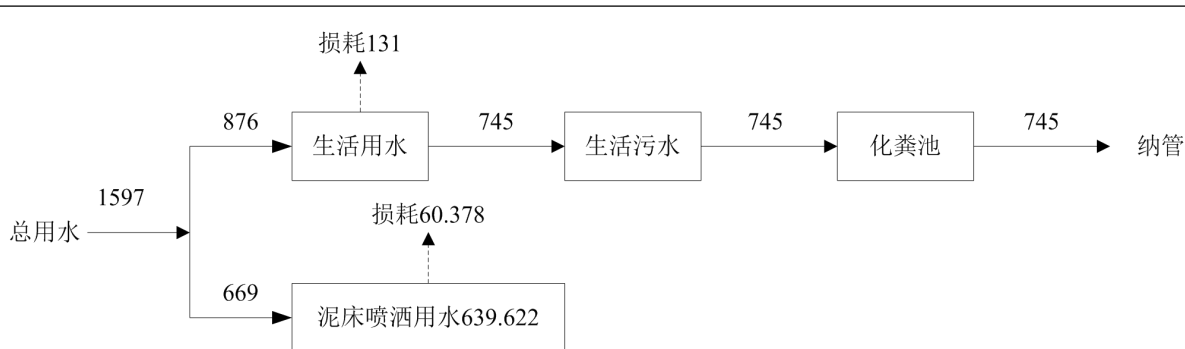 损耗131
876
生活用水
745
生活污水
745
化粪池
745
纳管
1597
总用水
损耗60.378
669
泥床喷洒用水639.622